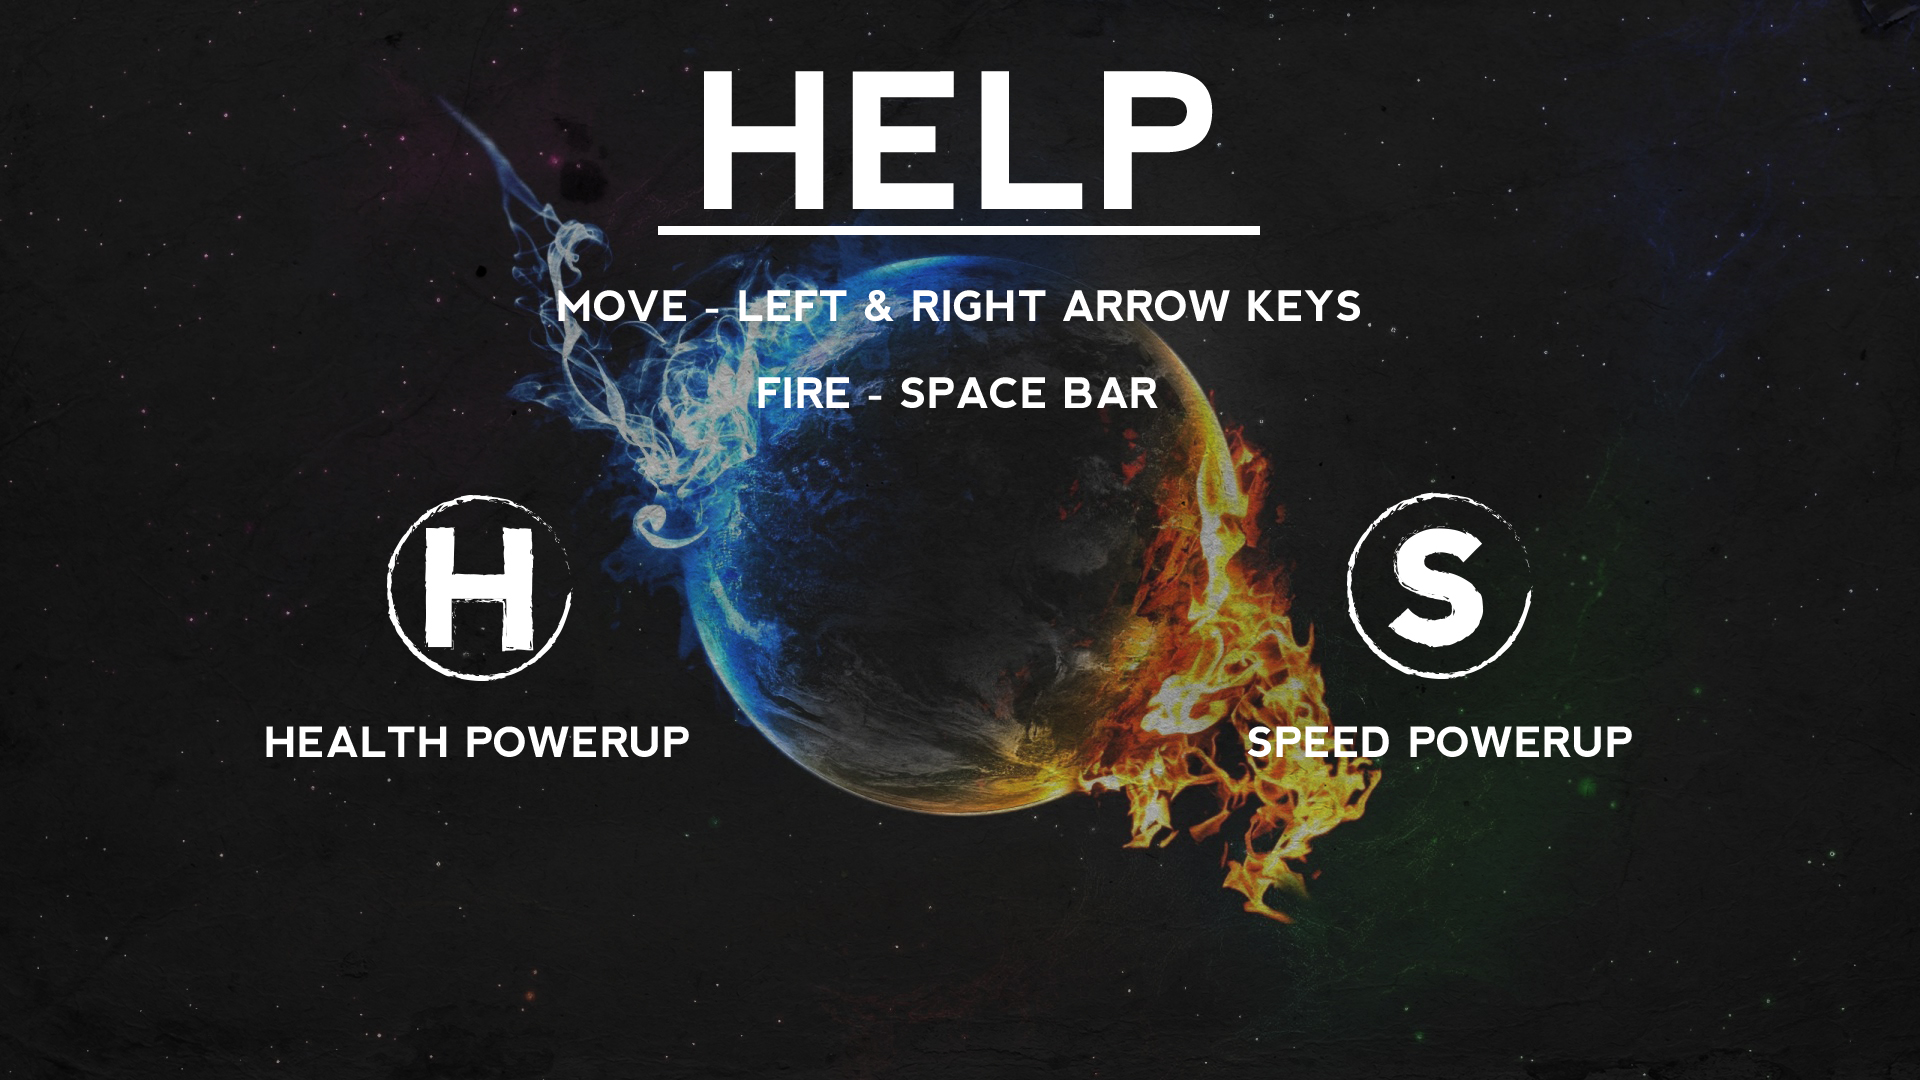 HELP
MOVE - LEFT & RIGHT ARROW KEYS
FIRE - SPACE BAR
H
HEALTH POWERUP
S
SPEED POWERUP